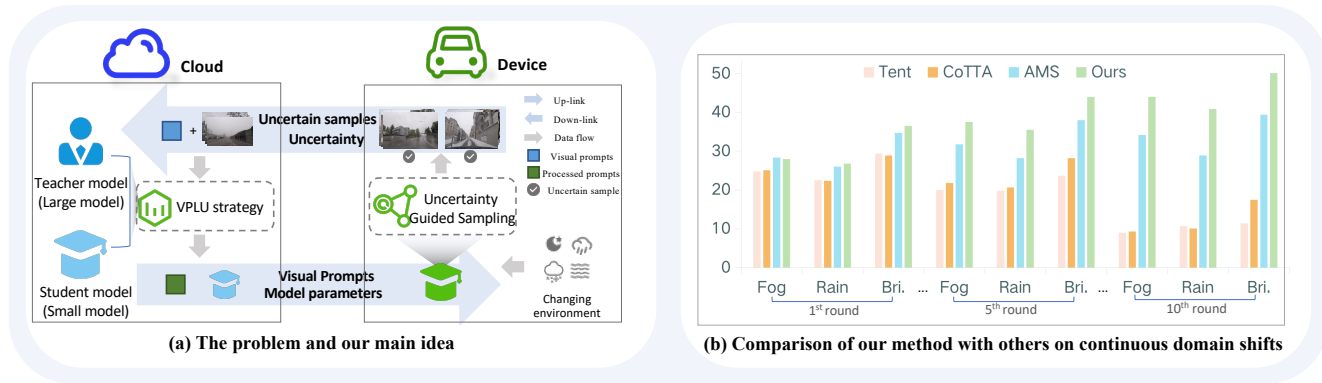 Cloud
Device
Uncertain samples
Uncertainty
+
Up-link
Down-link
Data flow
Visual prompts
Processed prompts
Uncertain sample
Teacher model
(Large model)
VPLU strategy
Uncertainty
Guided Sampling
Student model
(Small model)
Visual Prompts
Model parameters
Changing
environment
(a) The problem and our main idea
Tent CoTTA AMS Ours
50
40
30
20
10
0
Fog Rain Bri. ... Fog Rain Bri. ... Fog Rain Bri.
1st round 5th round 10th round
(b) Comparison of our method with others on continuous domain shifts